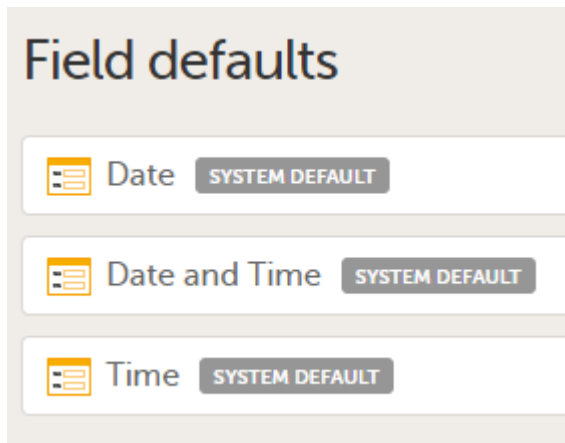 Field defaults
Date SYSTEM DEFAULT
Date and Time SYSTEM DEFAULT
Time SYSTEM DEFAULT